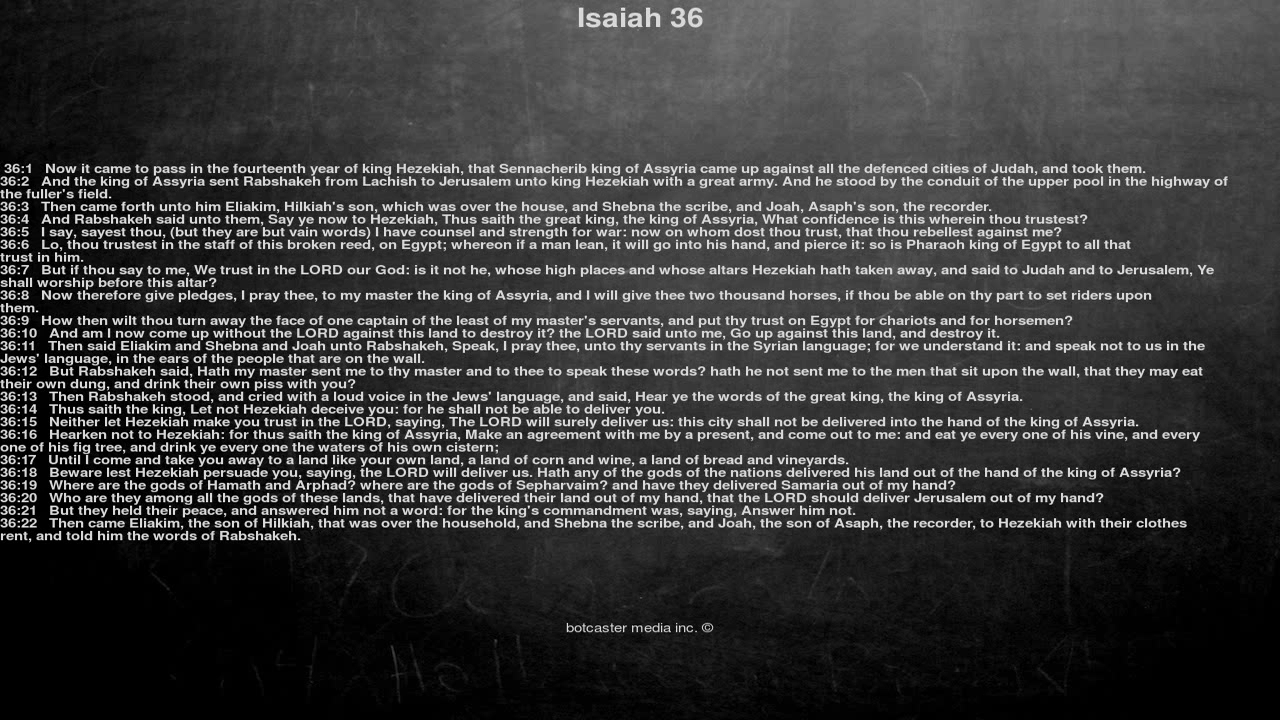 Isaiah 36
36:1 Now it came to pass in the fourteenth year of king Hezekiah, that Sennacherib king of Assyria came up against all the defenced cities of Judah, and took them.
36:2 And the king of Assyria sent Rabshakeh from Lachish to Jerusalem unto king Hezekiah with a great army. And he stood by the conduit of the upper pool in the highway of
the fuller's field.
36:3 Then came forth unto him Eliakim, Hilkiah's son, which was over the house, and Shebna the scribe, and Joah, Asaph's son, the recorder.
36:4 And Rabshakeh said unto them, Say ye now to Hezekiah, Thus saith the great king, the king of Assyria, What confidence is this wherein thou trustest?
36:5 I say, sayest thou, (but they are but vain words) I have counsel and strength for war: now on whom dost thou trust, that thou rebellest against me?
36:6 Lo, thou trustest in the staff of this broken reed, on Egypt; whereon if a man lean, it will go into his hand, and pierce it: so is Pharaoh king of Egypt to all that
trust in him.
36:7 But if thou say to me, We trust in the LORD our God: is it not he, whose high places and whose altars Hezekiah hath taken away, and said to Judah and to Jerusalem, Ye
shall worship before this altar?
36:8 Now therefore give pledges, I pray thee, to my master the king of Assyria, and I will give thee two thousand horses, if thou be able on thy part to set riders upon
them.
36:9 How then wilt thou turn away the face of one captain of the least of my master's servants, and put thy trust on Egypt for chariots and for horsemen?
36:10 And am I now come up without the LORD against this land to destroy it? the LORD said unto me, Go up against this land, and destroy it.
36:11 Then said Eliakim and Shebna and Joah unto Rabshakeh, Speak, I pray thee, unto thy servants in the Syrian language; for we understand it: and speak not to us in the
Jews' language, in the ears of the people that are on the wall.
36:12 But Rabshakeh said, Hath my master sent me to thy master and to thee to speak these words? hath he not sent me to the men that sit upon the wall, that they may eat
their own dung, and drink their own piss with you?
36:13 Then Rabshakeh stood, and cried with a loud voice in the Jews' language, and said, Hear ye the words of the great king, the king of Assyria.
36:14 Thus saith the king, Let not Hezekiah deceive you: for he shall not be able to deliver you.
36:15 Neither let Hezekiah make you trust in the LORD, saying, The LORD will surely deliver us: this city shall not be delivered into the hand of the king of Assyria.
36:16 Hearken not to Hezekiah: for thus saith the king of Assyria, Make an agreement with me by a present, and come out to me: and eat ye every one of his vine, and every
one of his fig tree, and drink ye every one the waters of his own cistern;
36:17 Until I come and take you away to a land like your own land, a land of corn and wine, a land of bread and vineyards.
36:18 Beware lest Hezekiah persuade you, saying, the LORD will deliver us. Hath any of the gods of the nations delivered his land out of the hand of the king of Assyria?
36:19 Where are the gods of Hamath and Arphad? where are the gods of Sepharvaim? and have they delivered Samaria out of my hand?
36:20 Who are they among all the gods of these lands, that have delivered their land out of my hand, that the LORD should deliver Jerusalem out of my hand?
36:21 But they held their peace, and answered him not a word: for the king's commandment was, saying, Answer him not.
36:22 Then came Eliakim, the son of Hilkiah, that was over the household, and Shebna the scribe, and Joah, the son of Asaph, the recorder, to Hezekiah with their clothes
rent, and told him the words of Rabshakeh.
botcaster media inc. ©